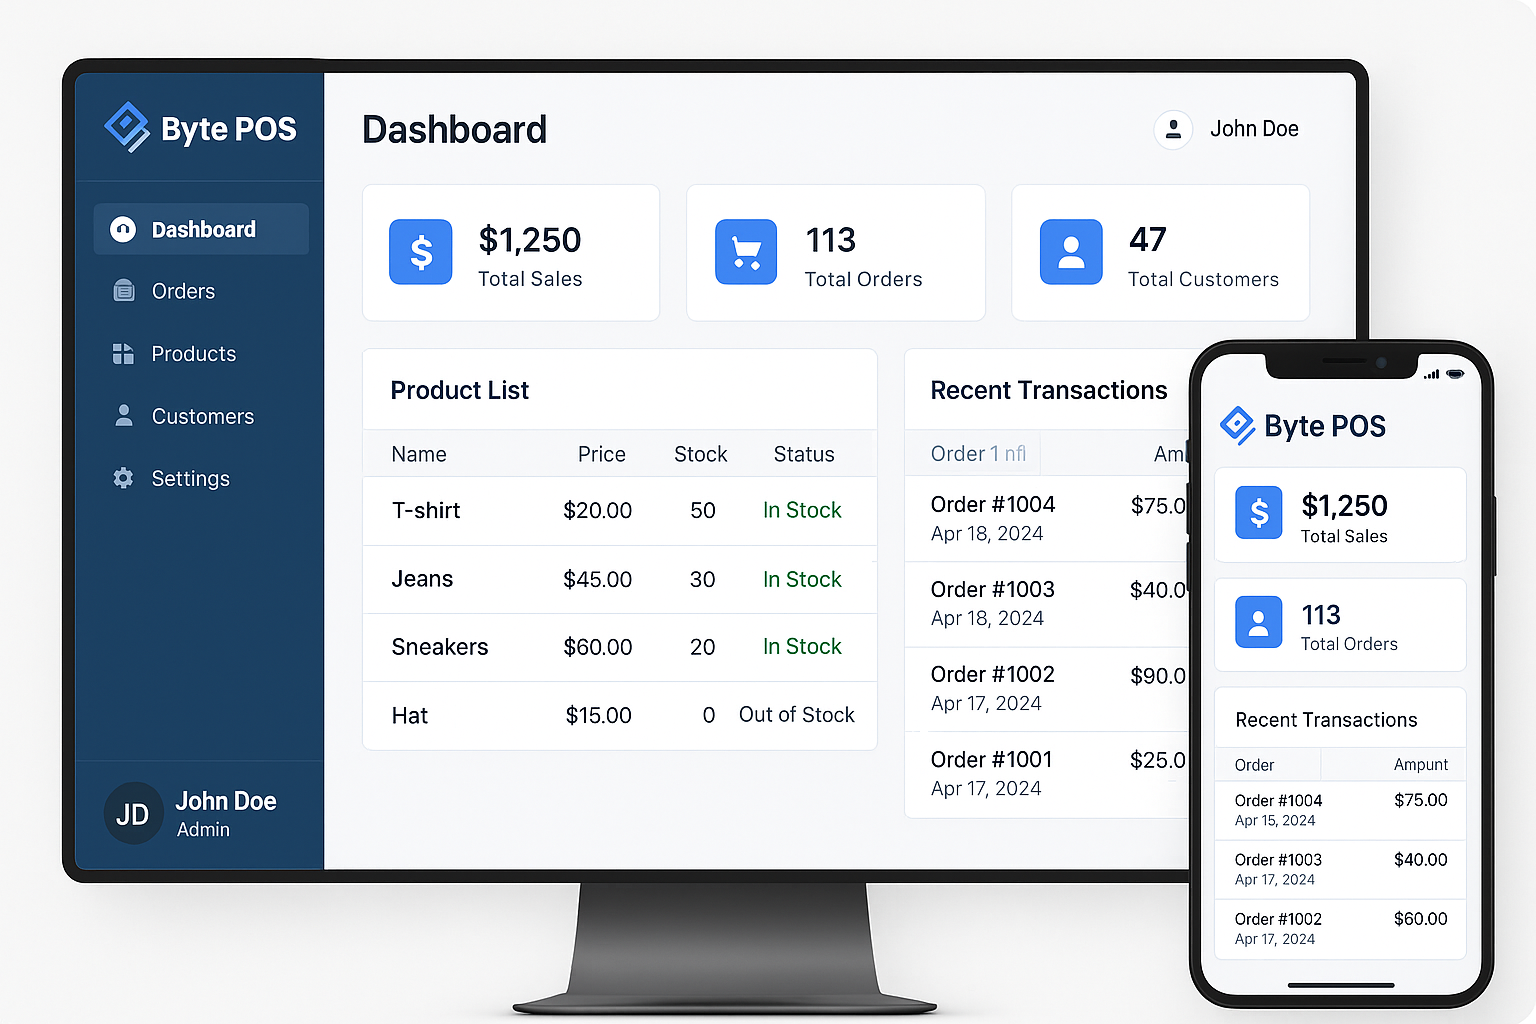 Byte POS
Dashboard
Orders
Products
Customers
Settings
JD
John Doe
Admin
Dashboard
John Doe
$1,250
Total Sales
113
Total Orders
47
Total Customers
Product List
Name Price Stock Status
T-shirt $20.00 50 In Stock
Jeans $45.00 30 In Stock
Sneakers $60.00 20 In Stock
Hat $15.00 0 Out of Stock
Recent Transactions
Order 1 Am
Order #1004 $75.0
Apr 18, 2024
Order #1003 $40.0
Apr 18, 2024
Order #1002 $90.0
Apr 17, 2024
Order #1001 $25.0
Apr 17, 2024
Byte POS
$1,250
Total Sales
113
Total Orders
Recent Transactions
Order Ampunt
Order #1004 $75.00
Apr 15, 2024
Order #1003 $40.00
Apr 17, 2024
Order #1002 $60.00
Apr 17, 2024